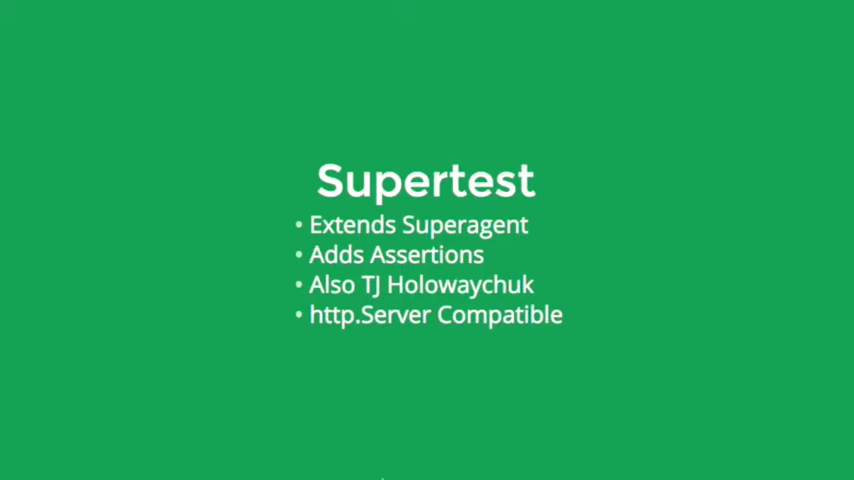 Supertest
• Extends Superagent
• Adds Assertions
• Also TJ Holowaychuk
• http.Server Compatible